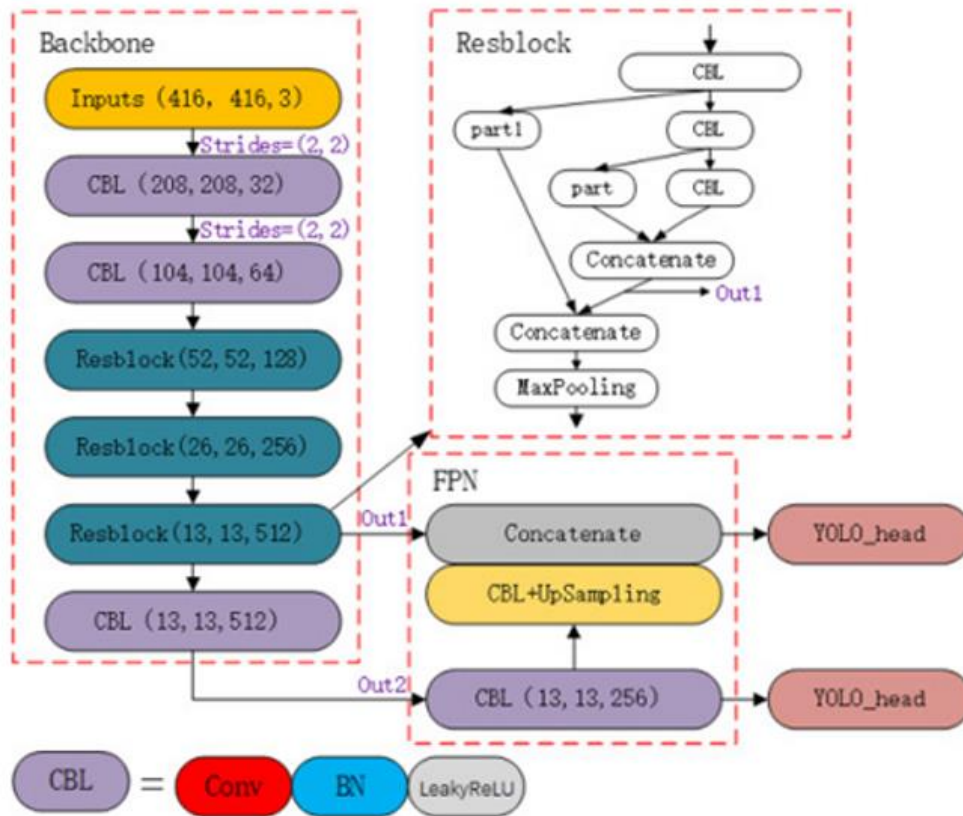 Backbone
Inputs (416, 416,3)
Strides=(2,2)
CBL (208,208,32)
Strides=(2,2)
CBL (104,104,64)
Resblock(52,52,128)
Resblock(26,26,256)
Resblock(13,13,512)
CBL (13,13,512)
Resblock
CBL
part1
CBL
part
CBL
Concatenate
Out1
Concatenate
MaxPooling
FPN
Out1
Concatenate
YOLO_head
CBL+UpSampling
Out2
CBL (13,13,256)
YOLO_head
CBL = Conv BN LeakyReLU